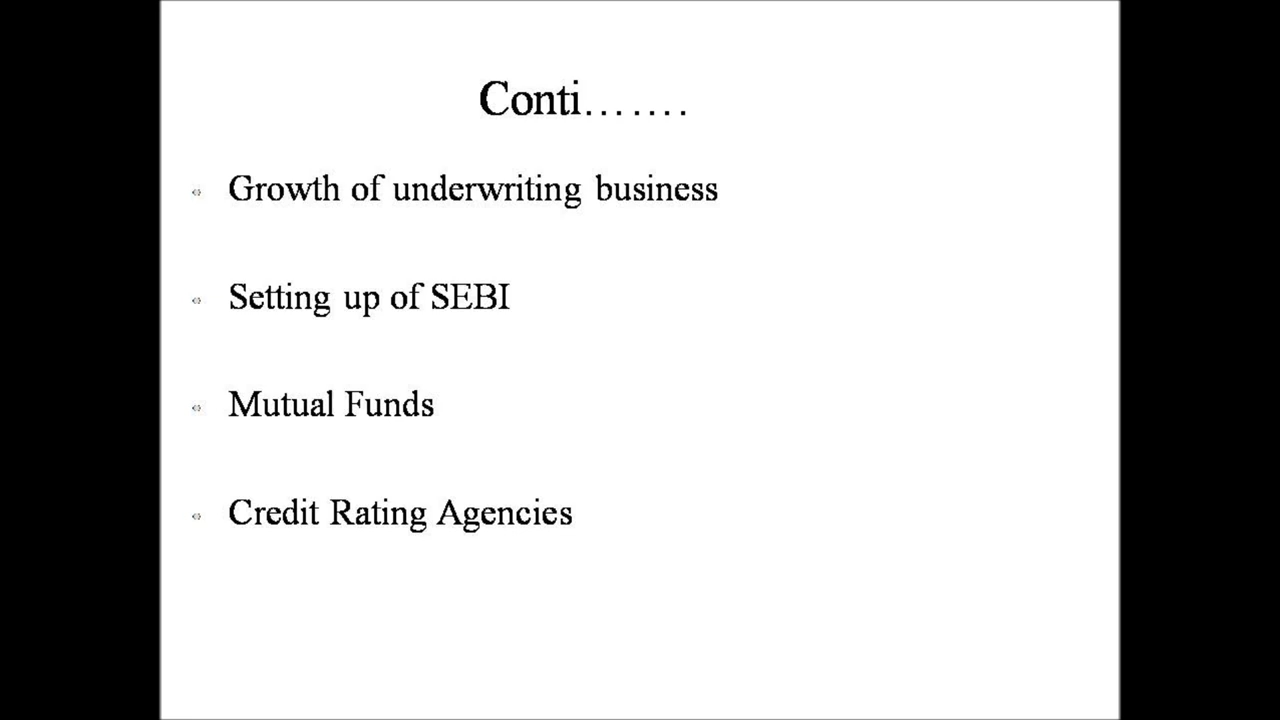 Conti…….
Growth of underwriting business
Setting up of SEBI
Mutual Funds
Credit Rating Agencies